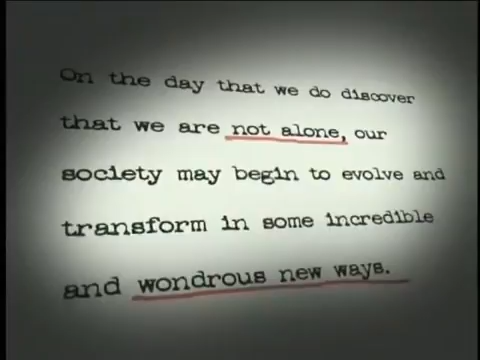 On the day that we do discover
that we are not alone, our
society may begin to evolve and
transform in some incredible
and wondrous new ways.